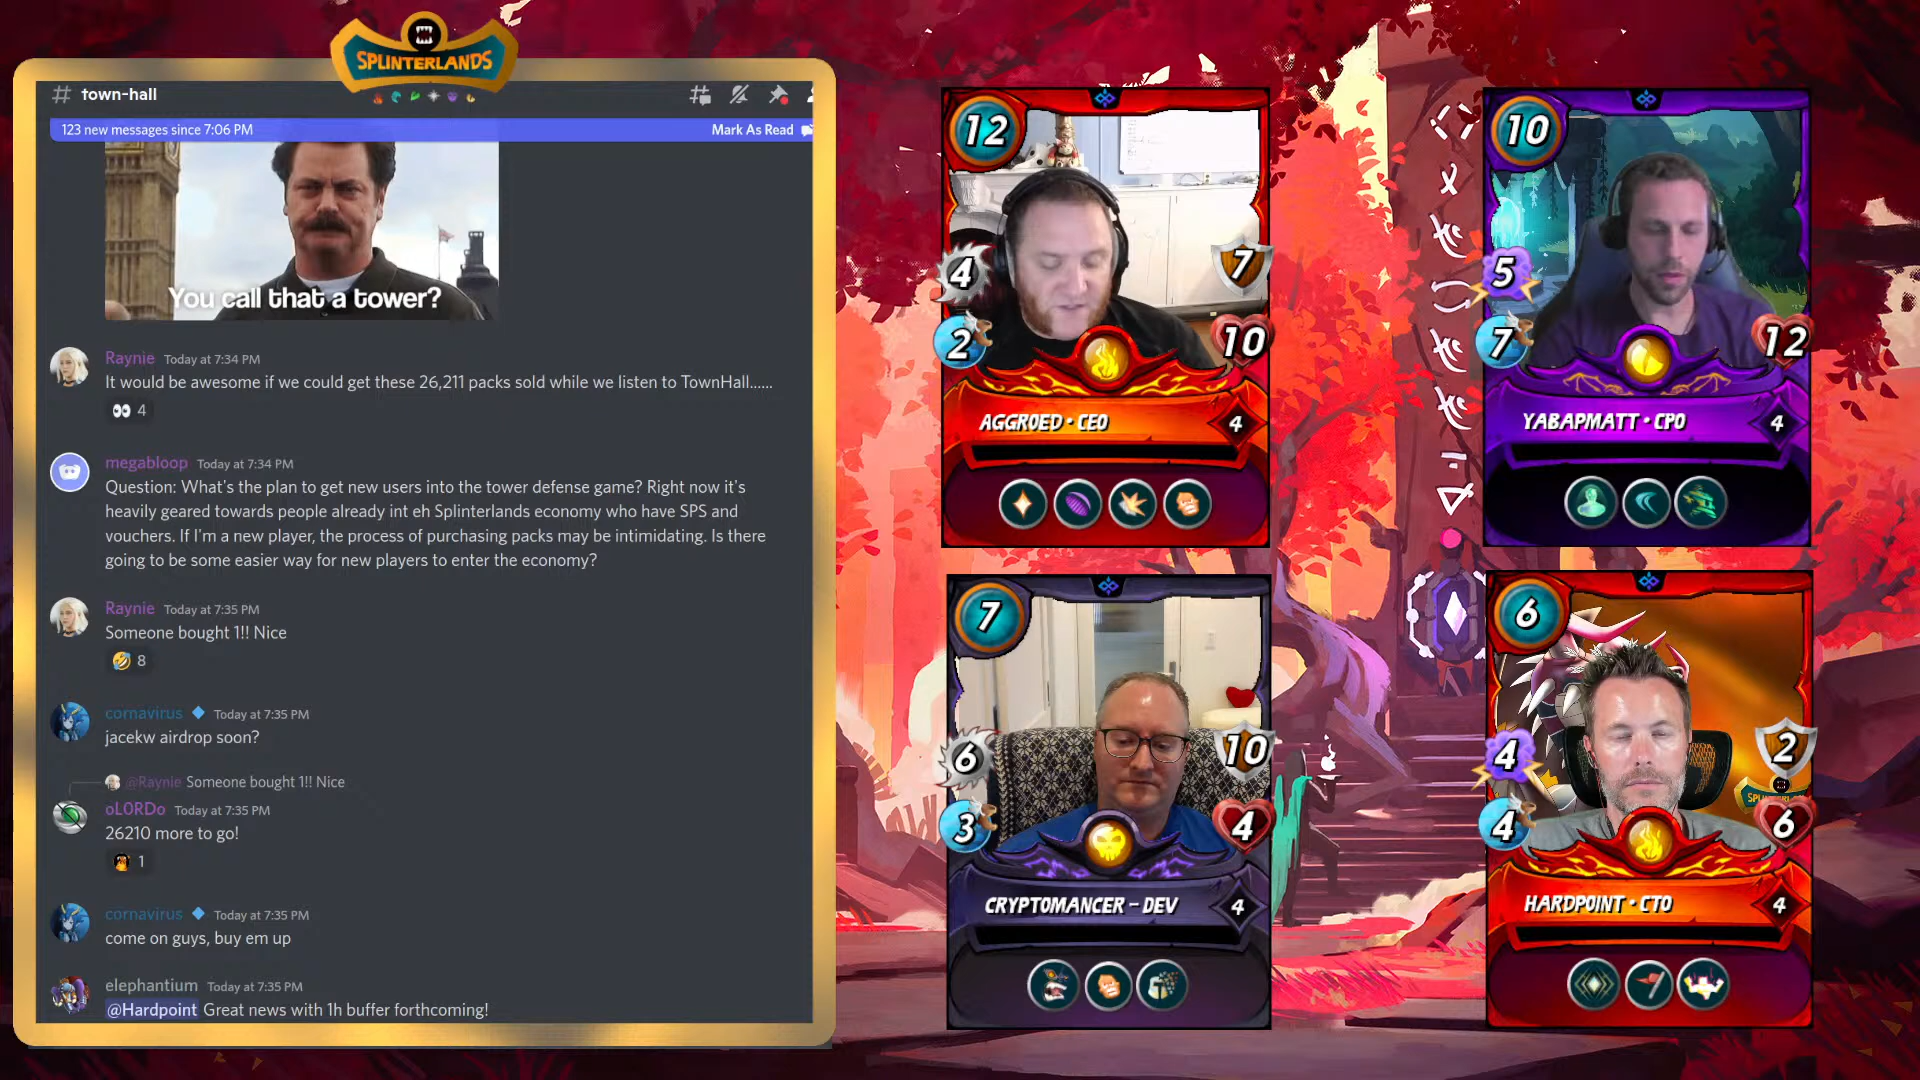 SPLINTERLANDS
# town-hall
123 new messages since 7:06 PM
Mark As Read
You call that a tower?
Raynie Today at 7:34 PM
It would be awesome if we could get these 26,211 packs sold while we listen to TownHall......
4
megabloop Today at 7:34 PM
Question: What's the plan to get new users into the tower defense game? Right now it's
heavily geared towards people already int eh Splinterlands economy who have SPS and
vouchers. If I'm a new player, the process of purchasing packs may be intimidating. Is there
going to be some easier way for new players to enter the economy?
Raynie Today at 7:35 PM
Someone bought 1!! Nice
8
cornavirus Today at 7:35 PM
jacekw airdrop soon?
@Raynie Someone bought 1!! Nice
oL0RDo Today at 7:35 PM
26210 more to go!
1
cornavirus Today at 7:35 PM
come on guys, buy em up
elephantium Today at 7:35 PM
@Hardpoint Great news with 1h buffer forthcoming!
12
4
7
2
10
AGGROED • CEO
4
10
5
7
12
YABAPMATT • CPO
4
7
6
10
3
4
CRYPTOMANCER - DEV
4
6
4
2
4
6
HARDPOINT • CTO
4